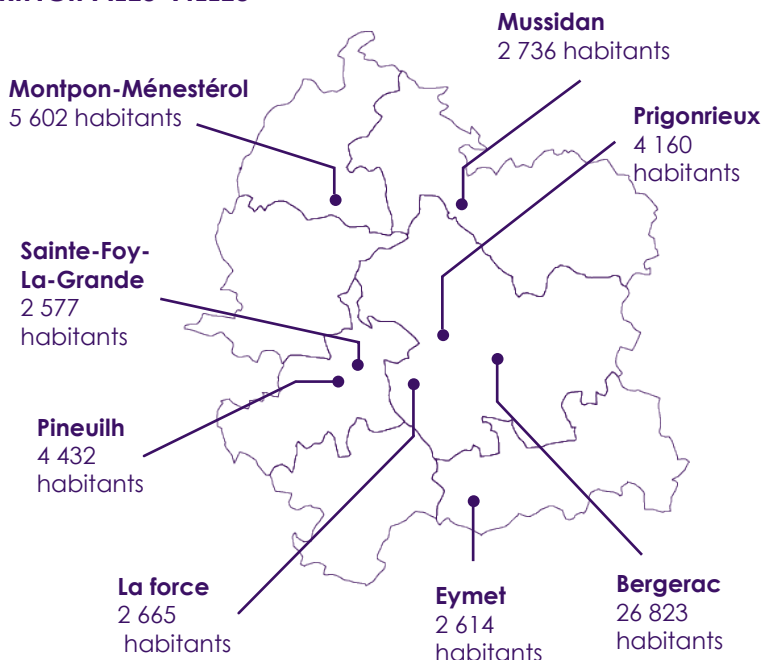 Mussidan
2 736 habitants
Montpon-Ménestérol
5 602 habitants
Prigonrieux
4 160
habitants
Sainte-Foy-
La-Grande
2 577
habitants
Pineuilh
4 432
habitants
La force
2 665
habitants
Eymet
2 614
habitants
Bergerac
26 823
habitants